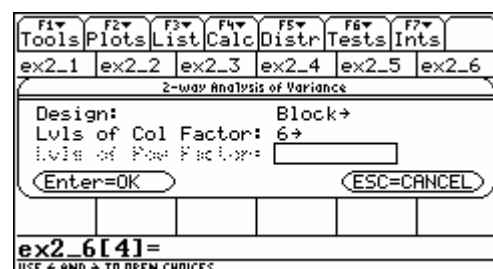 F1▼ F2▼ F3▼ F4▼ F5▼ F6▼ F7▼
Tools Plots List Calc Distr Tests Ints
ex2_1 ex2_2 ex2_3 ex2_4 ex2_5 ex2_6
2-way Analysis of Variance
Design: Block→
Lvls of Col Factor: 6→
Lvls of Row Factor:
Enter=OK ESC=CANCEL
ex2_6[4]=
USE ← AND → TO OPEN CHOICES